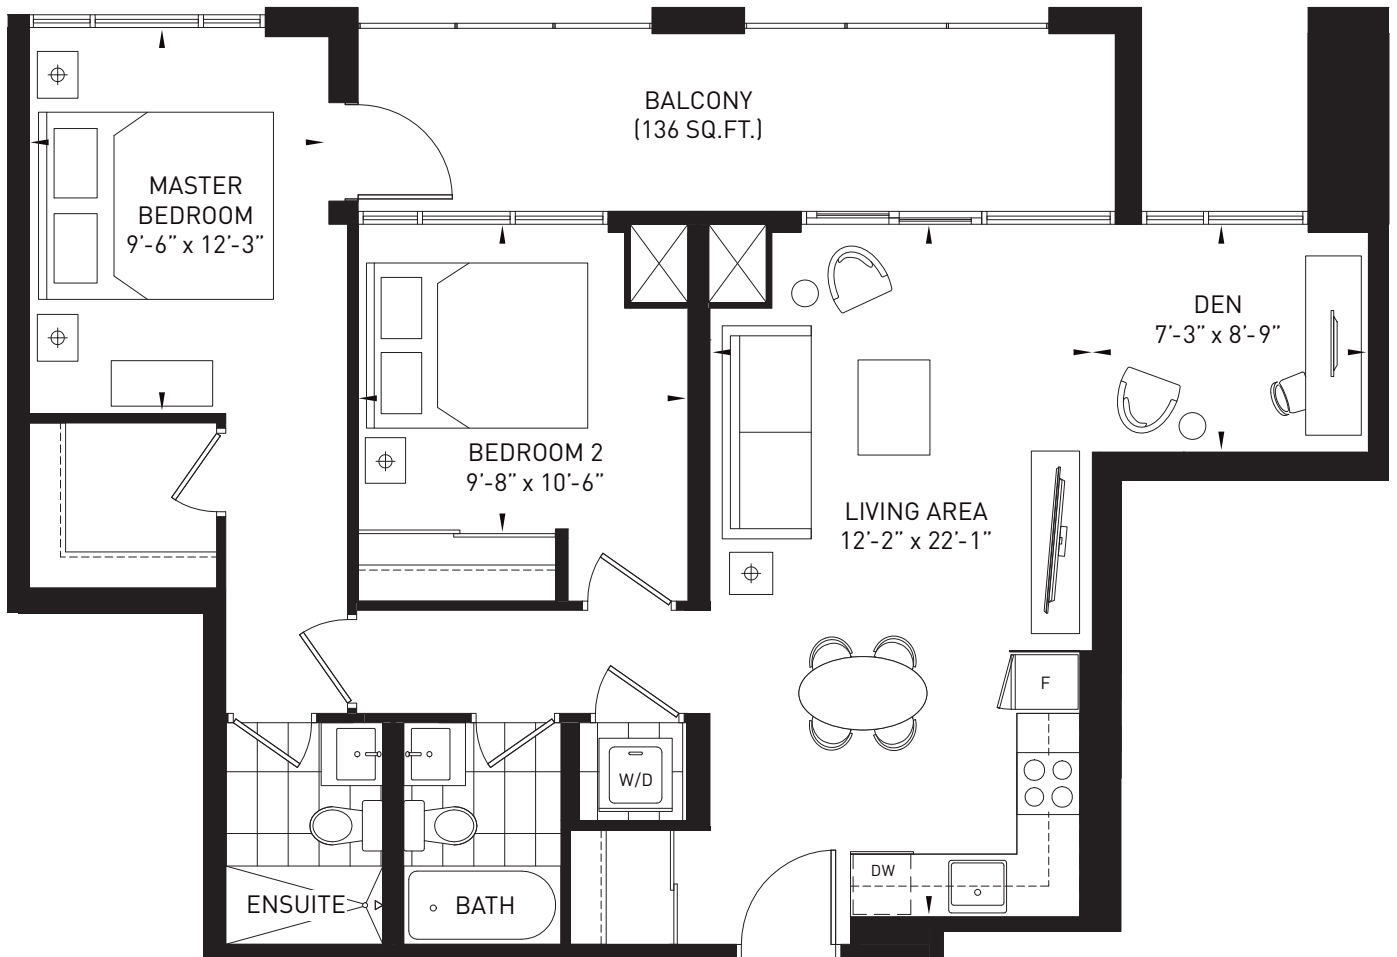 BALCONY
(136 SQ.FT.)
MASTER
BEDROOM
9'-6” x 12'-3”
DEN
7'-3” x 8'-9”
BEDROOM 2
9'-8” x 10'-6”
LIVING AREA
12'-2” x 22'-1”
F
W/D
DW
ENSUITE
BATH